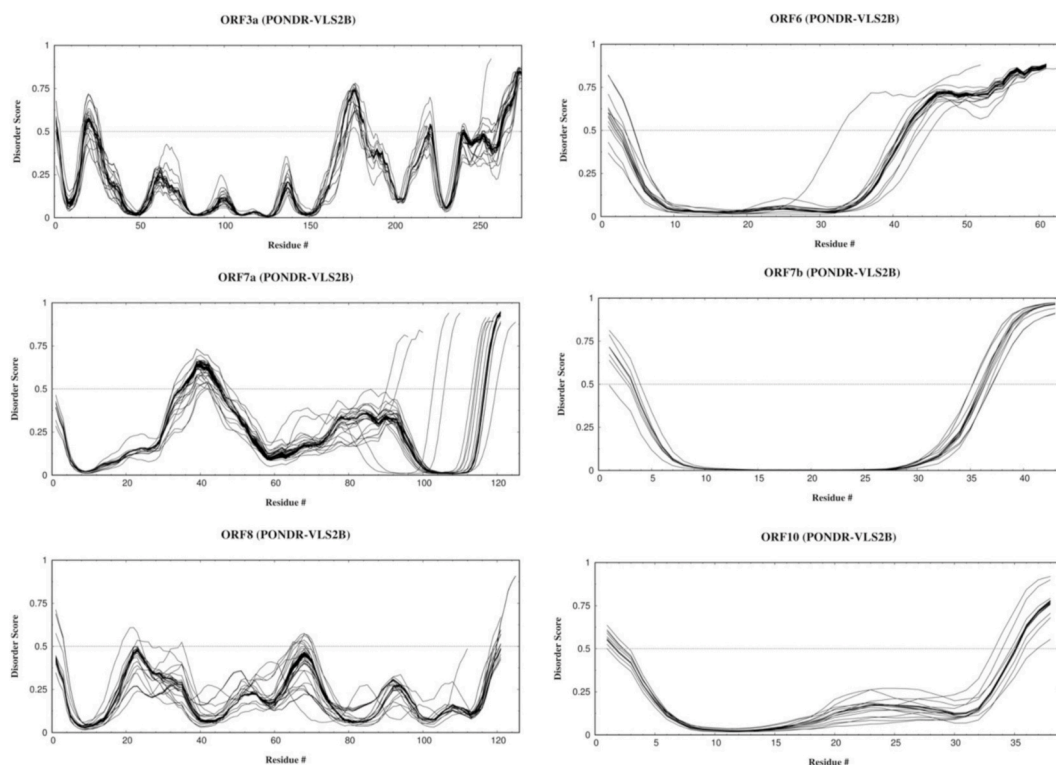 ORF3a (PONDR-VLS2B)
1
0.75
0.5
0.25
0
Disorder Score
0 50 100 150 200 250
Residue #
ORF6 (PONDR-VLS2B)
1
0.75
0.5
0.25
0
Disorder Score
0 10 20 30 40 50 60
Residue #
ORF7a (PONDR-VLS2B)
1
0.75
0.5
0.25
0
Disorder Score
0 20 40 60 80 100 120
Residue #
ORF7b (PONDR-VLS2B)
1
0.75
0.5
0.25
0
Disorder Score
0 5 10 15 20 25 30 35 40
Residue #
ORF8 (PONDR-VLS2B)
1
0.75
0.5
0.25
0
Disorder Score
0 20 40 60 80 100 120
Residue #
ORF10 (PONDR-VLS2B)
1
0.75
0.5
0.25
0
Disorder Score
0 5 10 15 20 25 30 35
Residue #